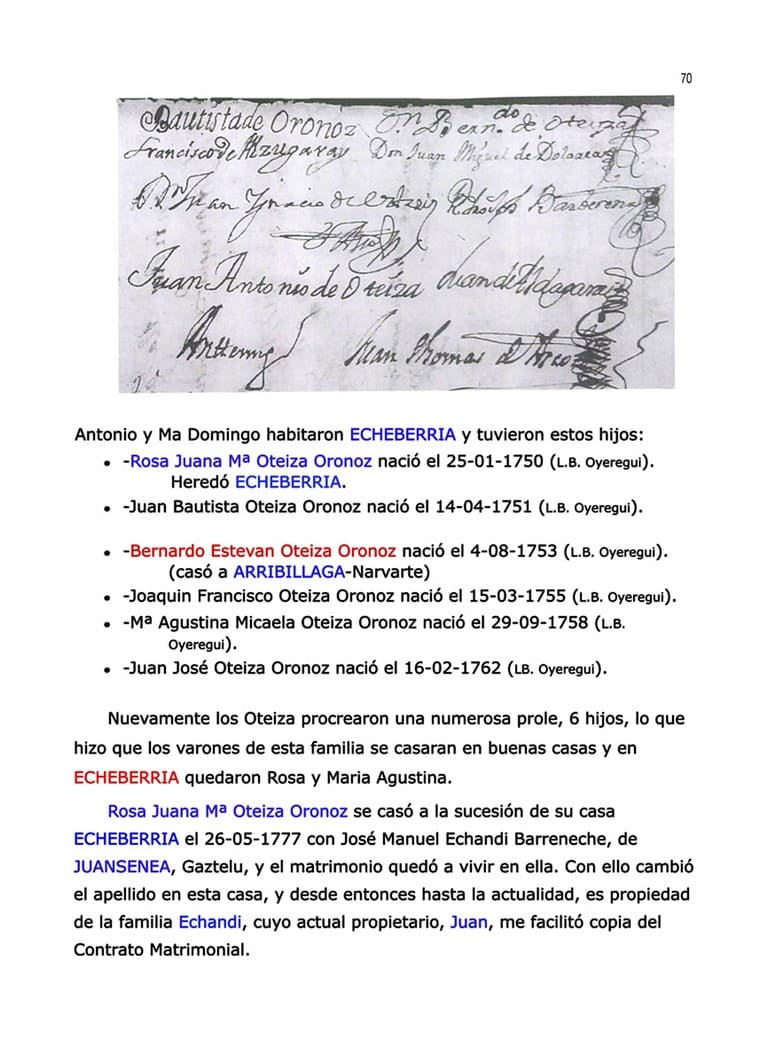 70
Bautista de Oronoz Dn. Berndo. de Oteiza
Francisco de Alzugaray Don Juan Miguel de
Dn Juan Ygnacio de Barberena
Juan Antonio de Oteiza Juan de
Juan Thomas de
Antonio y Ma Domingo habitaron ECHEBERRIA y tuvieron estos hijos:
• -Rosa Juana Mª Oteiza Oronoz nació el 25-01-1750 (L.B. Oyeregui).
Heredó ECHEBERRIA.
• -Juan Bautista Oteiza Oronoz nació el 14-04-1751 (L.B. Oyeregui).
• -Bernardo Estevan Oteiza Oronoz nació el 4-08-1753 (L.B. Oyeregui).
(casó a ARRIBILLAGA-Narvarte)
• -Joaquin Francisco Oteiza Oronoz nació el 15-03-1755 (L.B. Oyeregui).
• -Mª Agustina Micaela Oteiza Oronoz nació el 29-09-1758 (L.B.
Oyeregui).
• -Juan José Oteiza Oronoz nació el 16-02-1762 (LB. Oyeregui).
Nuevamente los Oteiza procrearon una numerosa prole, 6 hijos, lo que
hizo que los varones de esta familia se casaran en buenas casas y en
ECHEBERRIA quedaron Rosa y Maria Agustina.
Rosa Juana Mª Oteiza Oronoz se casó a la sucesión de su casa
ECHEBERRIA el 26-05-1777 con José Manuel Echandi Barreneche, de
JUANSENEA, Gaztelu, y el matrimonio quedó a vivir en ella. Con ello cambió
el apellido en esta casa, y desde entonces hasta la actualidad, es propiedad
de la familia Echandi, cuyo actual propietario, Juan, me facilitó copia del
Contrato Matrimonial.